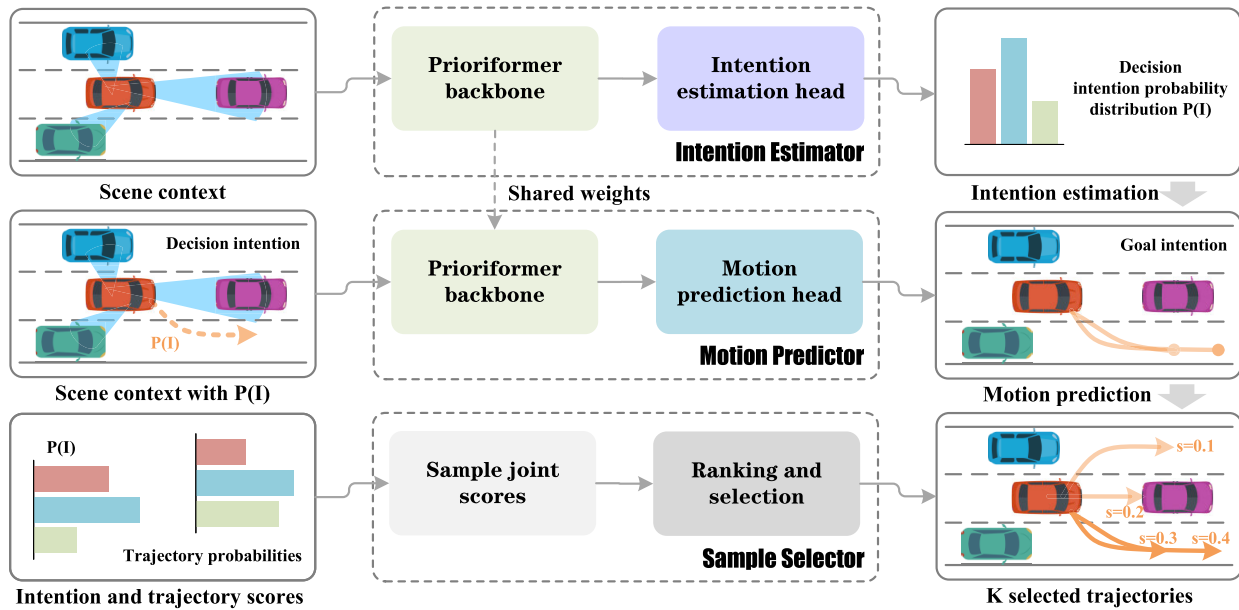 Prioriformer
backbone
Intention
estimation head
Intention Estimator
Decision
intention probability
distribution P(I)
Scene context
Shared weights
Intention estimation
Decision intention
P(I)
Prioriformer
backbone
Motion
prediction head
Motion Predictor
Goal intention
Scene context with P(I)
Motion prediction
P(I)
Trajectory probabilities
Sample joint
scores
Ranking and
selection
Sample Selector
s=0.1
s=0.2
s=0.3
s=0.4
Intention and trajectory scores
K selected trajectories